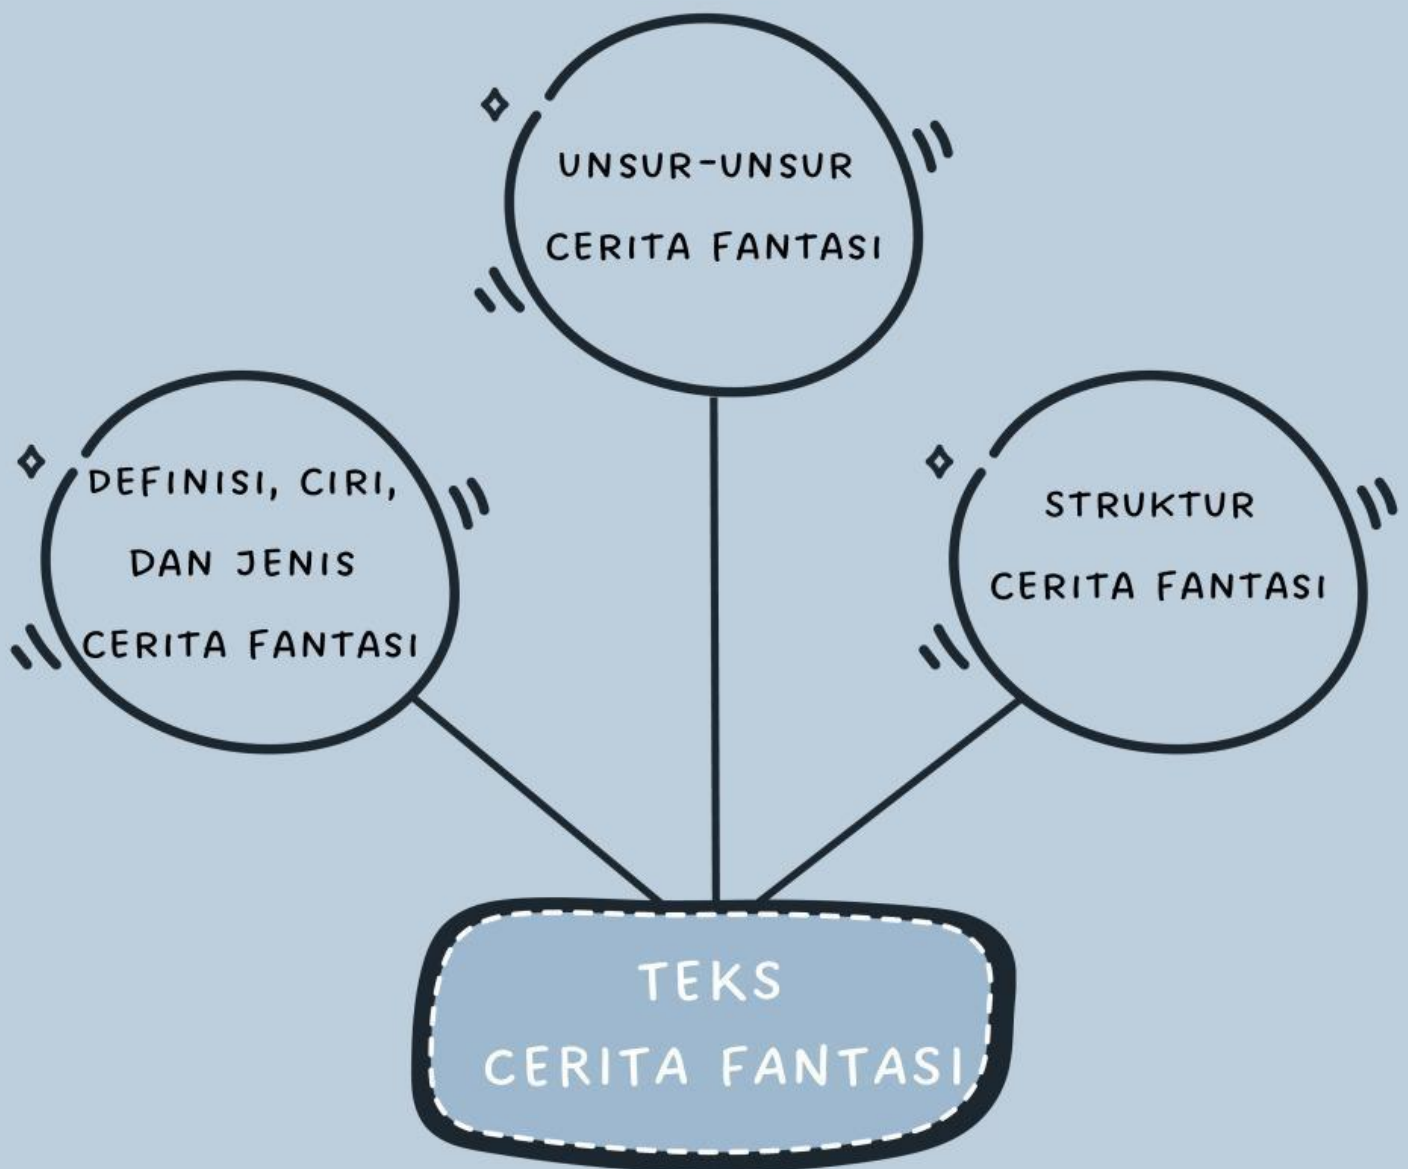 UNSUR-UNSUR
CERITA FANTASI
DEFINISI, CIRI,
DAN JENIS
CERITA FANTASI
STRUKTUR
CERITA FANTASI
TEKS
CERITA FANTASI